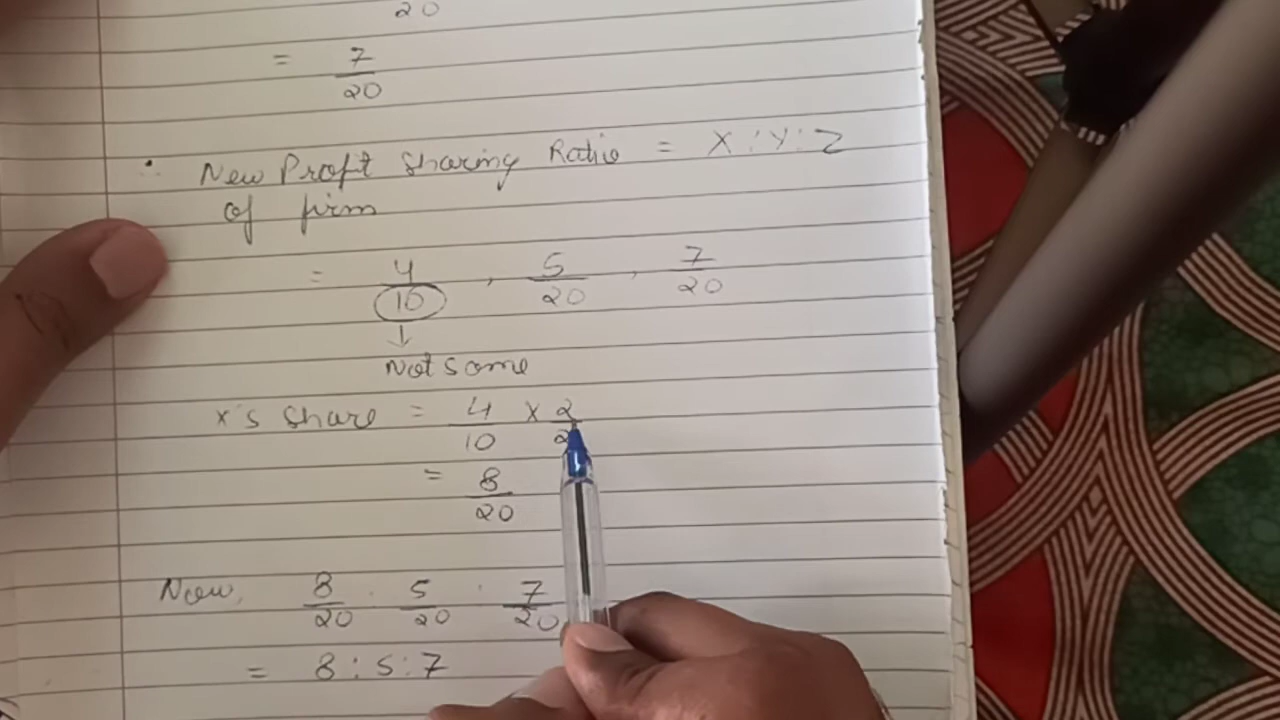 20
= 7/20
∴ New Profit Sharing Ratio = X : Y : Z
of firm
= 4/10 , 5/20 , 7/20
↓
Not same
X's Share = 4/10 × 2/2
= 8/20
Now, 8/20 : 5/20 : 7/20
= 8 : 5 : 7